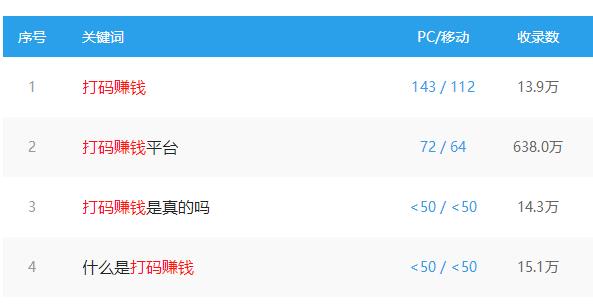 序号 关键词 PC/移动 收录数
1 打码赚钱 143 / 112 13.9万
2 打码赚钱平台 72 / 64 638.0万
3 打码赚钱是真的吗 <50 / <50 14.3万
4 什么是打码赚钱 <50 / <50 15.1万